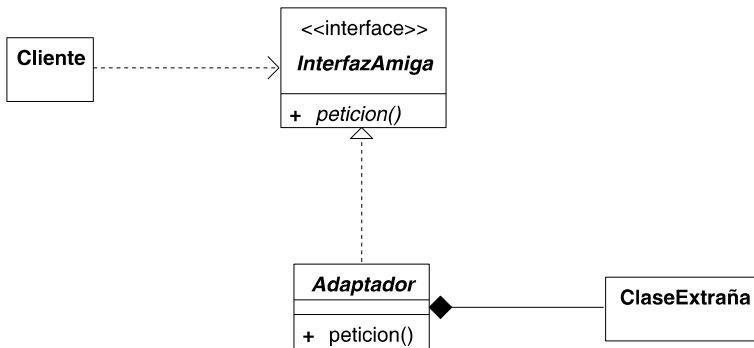 <<interface>>
Cliente
InterfazAmiga
+ peticion()
Adaptador
ClaseExtraña
+ peticion()